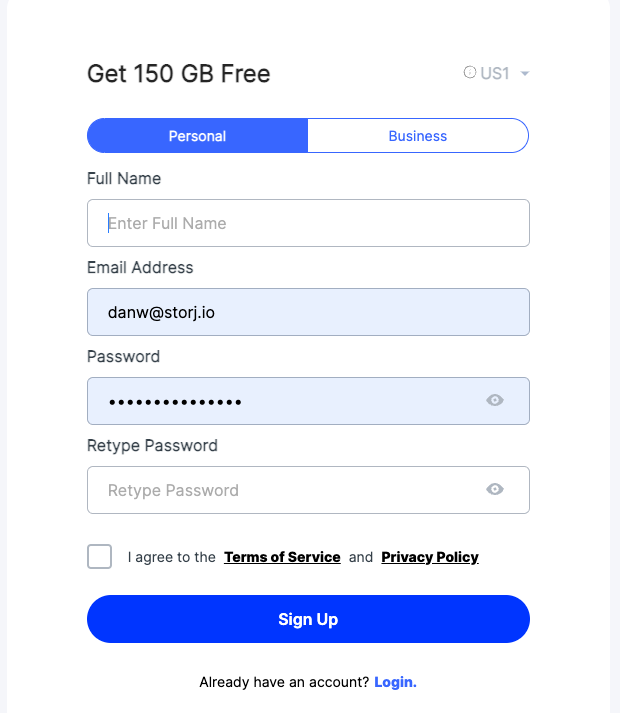 Get 150 GB Free
US1
Personal Business
Full Name
Enter Full Name
Email Address
danw@storj.io
Password
•••••••••••••••
Retype Password
Retype Password
I agree to the Terms of Service and Privacy Policy
Sign Up
Already have an account? Login.